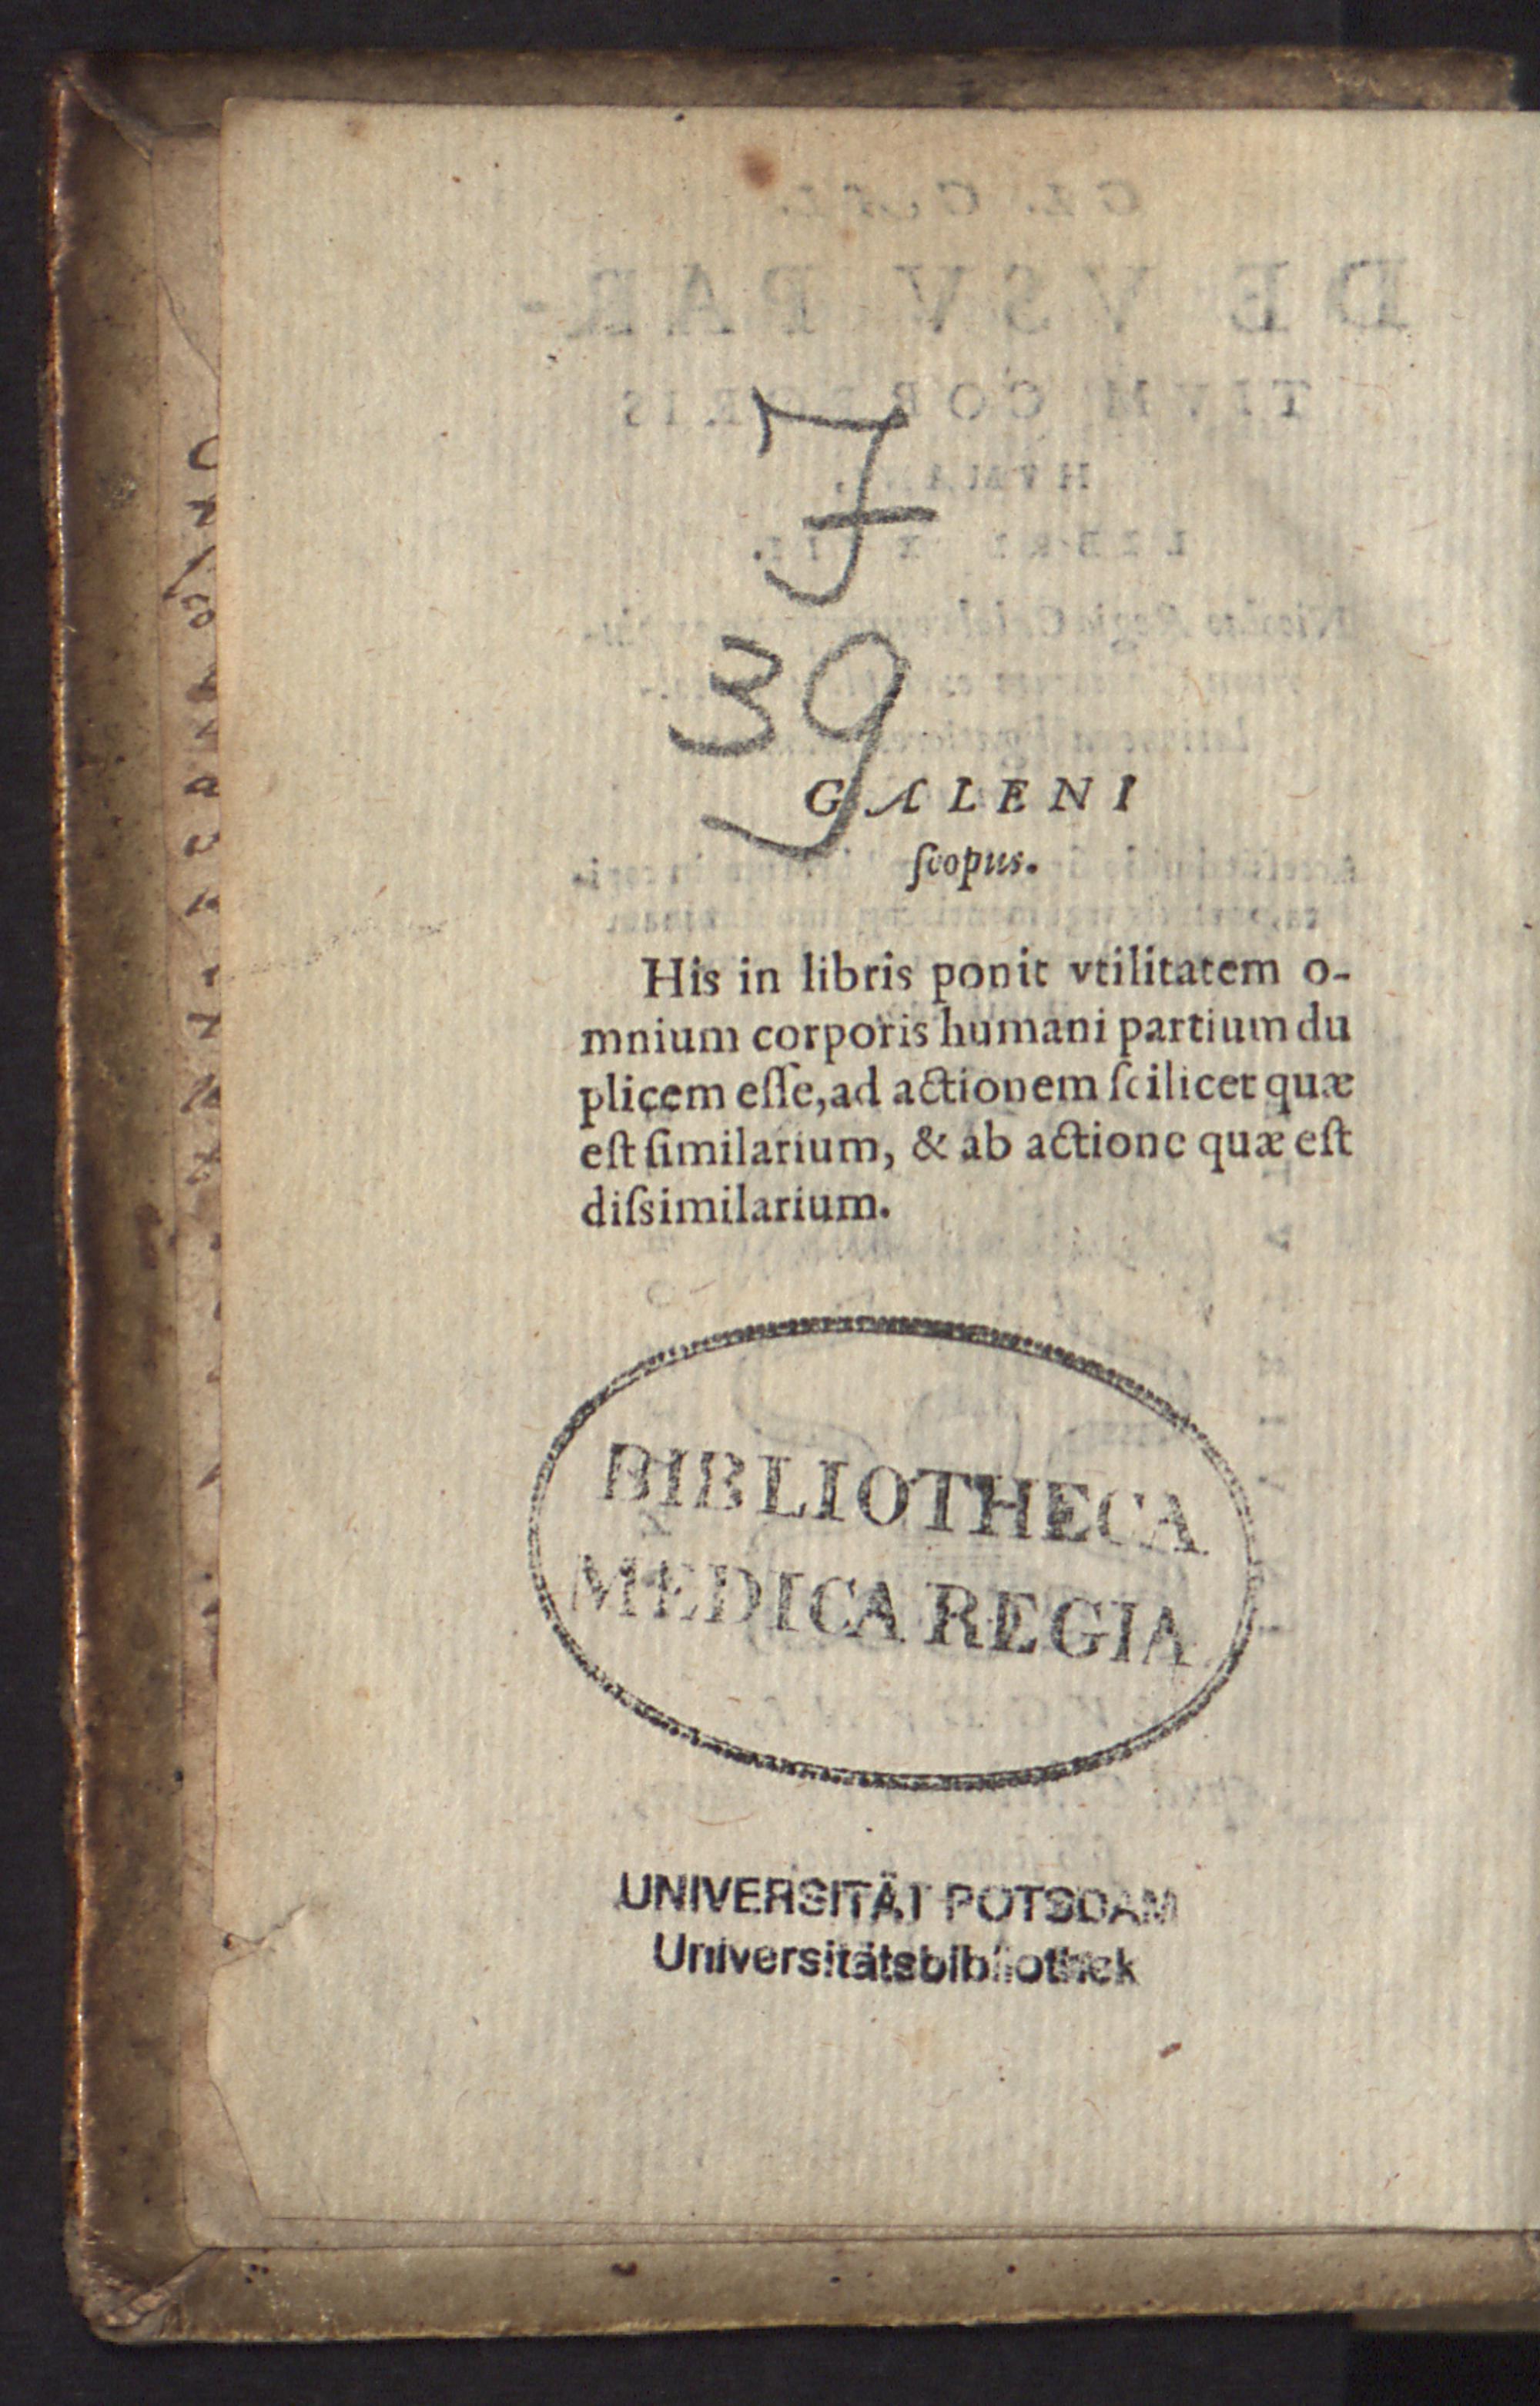 J
39
GALENI
ſcopus.
His in libris ponit vtilitatem o-
mnium corporis humani partium du
plicem eſſe, ad actionem ſcilicet quæ
eſt ſimilarium, & ab actione quæ eſt
diſsimilarium.
BIBLIOTHECA
MEDICA REGIA
UNIVERSITÄT POTSDAM
Universitätsbibliothek